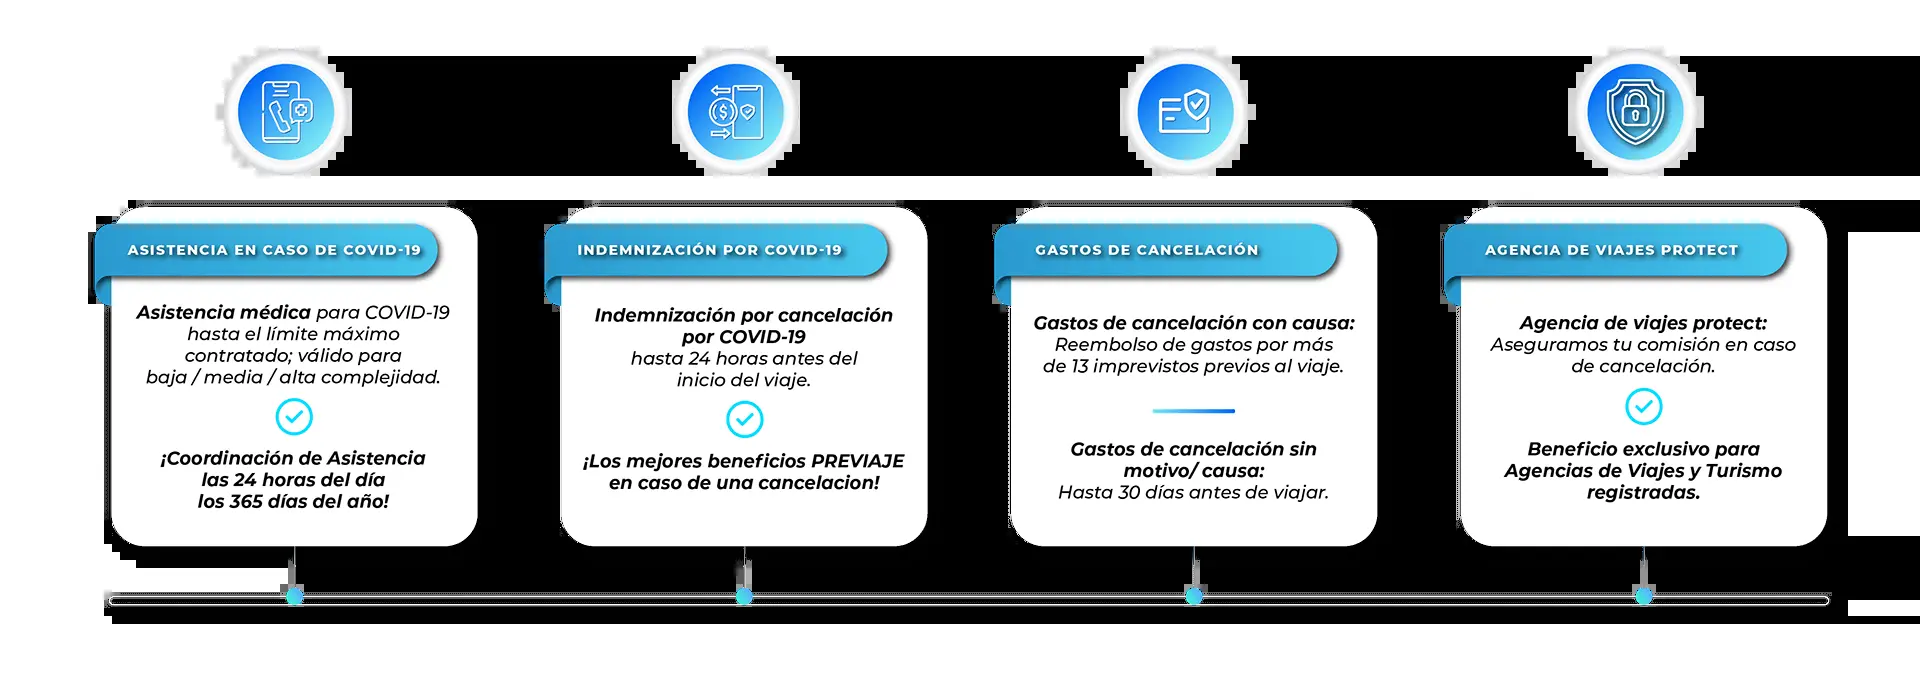 ASISTENCIA EN CASO DE COVID-19
Asistencia médica para COVID-19
hasta el límite máximo
contratado; válido para
baja / media / alta complejidad.
¡Coordinación de Asistencia
las 24 horas del día
los 365 días del año!
INDEMNIZACIÓN POR COVID-19
Indemnización por cancelación
por COVID-19
hasta 24 horas antes del
inicio del viaje.
¡Los mejores beneficios PREVIAJE
en caso de una cancelacion!
GASTOS DE CANCELACIÓN
Gastos de cancelación con causa:
Reembolso de gastos por más
de 13 imprevistos previos al viaje.
Gastos de cancelación sin
motivo/ causa:
Hasta 30 días antes de viajar.
AGENCIA DE VIAJES PROTECT
Agencia de viajes protect:
Aseguramos tu comisión en caso
de cancelación.
Beneficio exclusivo para
Agencias de Viajes y Turismo
registradas.